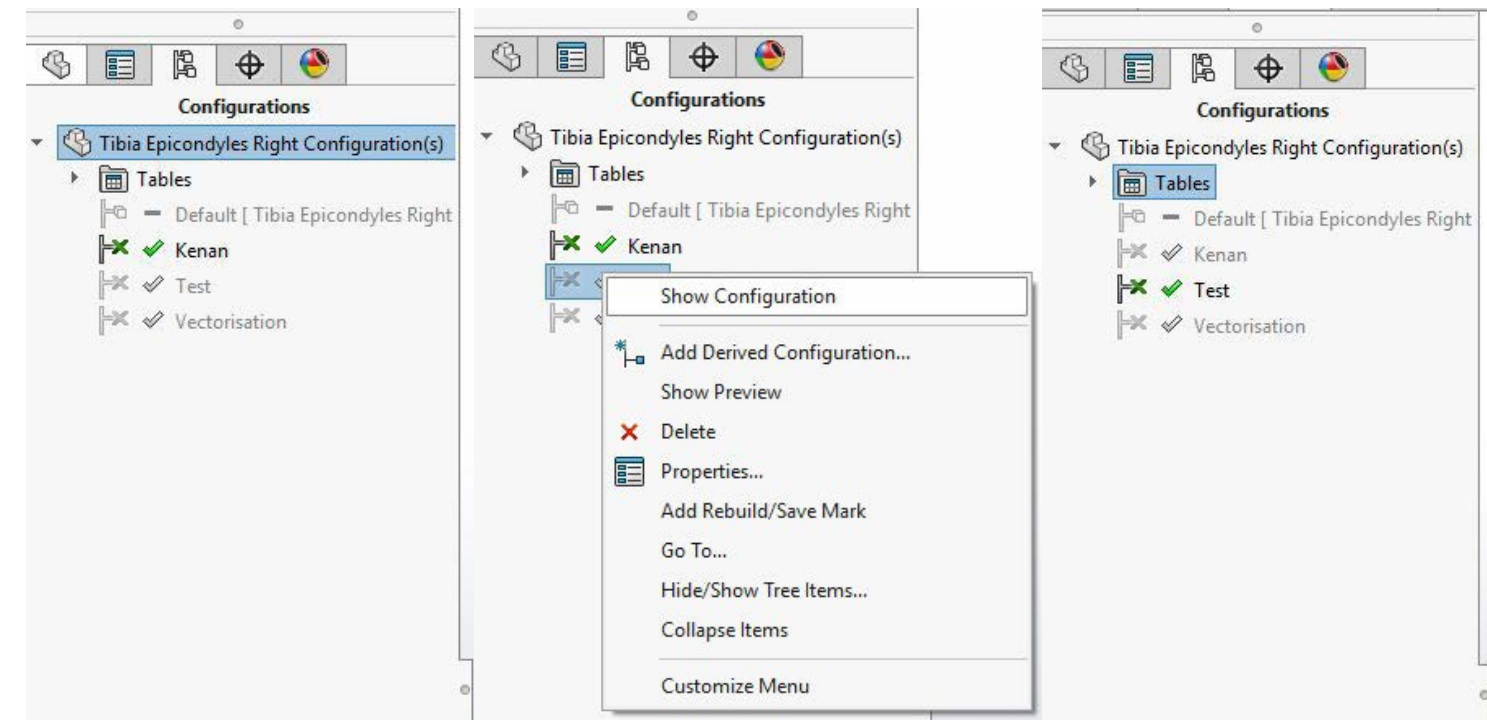 Configurations
Tibia Epicondyles Right Configuration(s)
Tables
Default [ Tibia Epicondyles Right
Kenan
Test
Vectorisation
Configurations
Tibia Epicondyles Right Configuration(s)
Tables
Default [ Tibia Epicondyles Right
Kenan
Show Configuration
Add Derived Configuration...
Show Preview
Delete
Properties...
Add Rebuild/Save Mark
Go To...
Hide/Show Tree Items...
Collapse Items
Customize Menu
Configurations
Tibia Epicondyles Right Configuration(s)
Tables
Default [ Tibia Epicondyles Right
Kenan
Test
Vectorisation